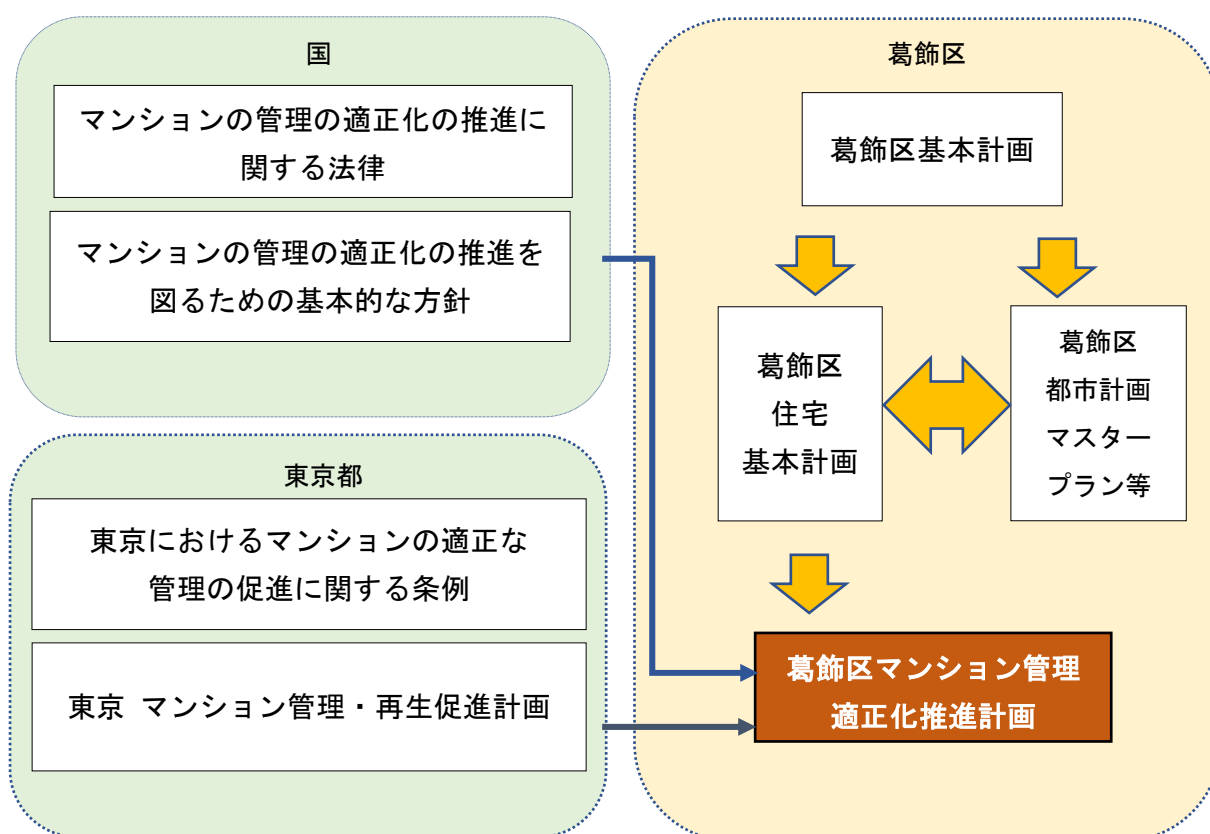 国
マンションの管理の適正化の推進に
関する法律
マンションの管理の適正化の推進を
図るための基本的な方針
東京都
東京におけるマンションの適正な
管理の促進に関する条例
東京 マンション管理・再生促進計画
葛飾区
葛飾区基本計画
葛飾区
住宅
基本計画
葛飾区
都市計画
マスター
プラン等
葛飾区マンション管理
適正化推進計画